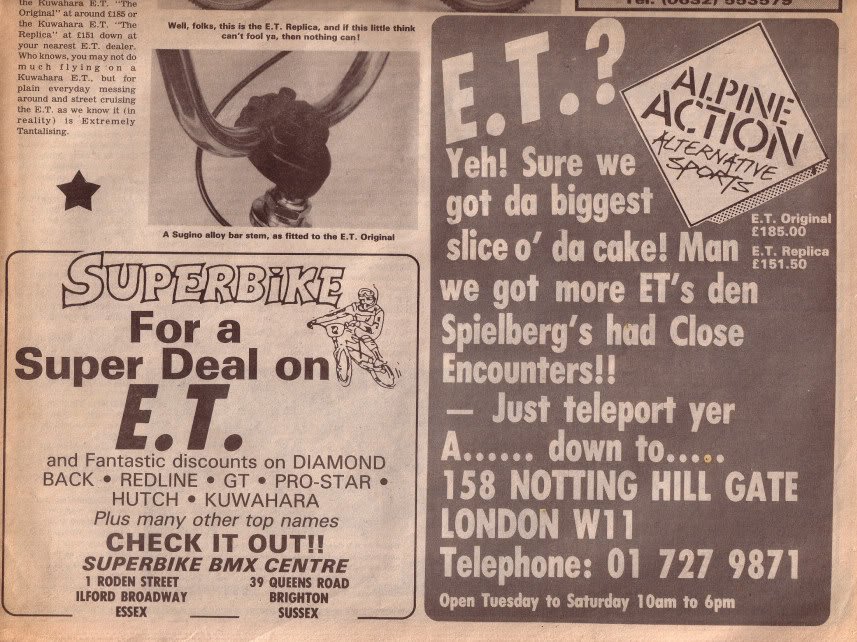 the Kuwahara E.T. "The
Original" at around £185 or
the Kuwahara E.T. "The
Replica" at £151 down at
your nearest E.T. dealer.
Who knows, you may not do
much flying on a
Kuwahara E.T., but for
plain everyday messing
around and street cruising
the E.T. as we know it (in
reality) is Extremely
Tantalising.
Well, folks, this is the E.T. Replica, and if this little think
can't fool ya, then nothing can!
A Sugino alloy bar stem, as fitted to the E.T. Original
SUPERBIKE
For a
Super Deal on
E.T.
and Fantastic discounts on DIAMOND
BACK • REDLINE • GT • PRO-STAR •
HUTCH • KUWAHARA
Plus many other top names
CHECK IT OUT!!
SUPERBIKE BMX CENTRE
1 RODEN STREET
ILFORD BROADWAY
ESSEX
39 QUEENS ROAD
BRIGHTON
SUSSEX
Tel. (0632) 553579
E.T.?
ALPINE
ACTION
ALTERNATIVE
SPORTS
Yeh! Sure we
got da biggest
slice o' da cake! Man
we got more ET's den
Spielberg's had Close
Encounters!!
— Just teleport yer
A...... down to.....
158 NOTTING HILL GATE
LONDON W11
Telephone: 01 727 9871
Open Tuesday to Saturday 10am to 6pm
E.T. Original
£185.00
E.T. Replica
£151.50